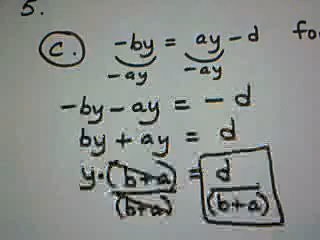 5.
c. -by = ay - d fo
-ay -ay
-by - ay = - d
by + ay = d
y·(b+a) = d
(b+a) (b+a)